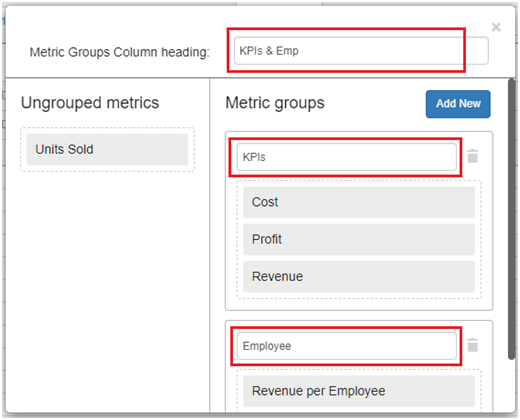 ×
Metric Groups Column heading:
KPIs & Emp
Ungrouped metrics
Units Sold
Metric groups
Add New
KPIs
Cost
Profit
Revenue
Employee
Revenue per Employee